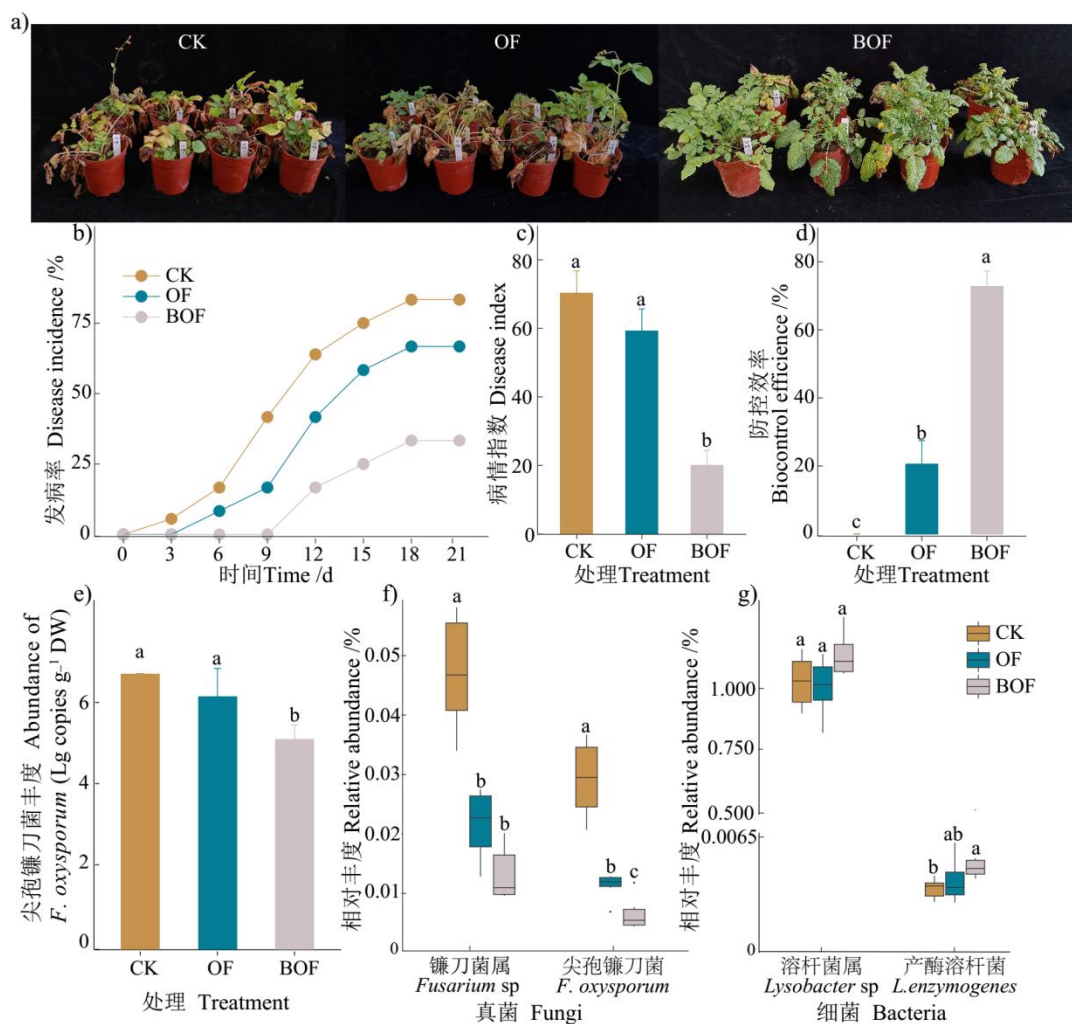 a)
CK
OF
BOF
b)
发病率 Disease incidence /%
75
50
25
0
CK
OF
BOF
0 3 6 9 12 15 18 21
时间Time /d
c)
病情指数 Disease index
80
60
40
20
0
a
a
b
CK OF BOF
处理Treatment
d)
防控效率
Biocontrol efficience /%
80
60
40
20
0
c
b
a
CK OF BOF
处理Treatment
e)
尖孢镰刀菌丰度 Abundance of
F. oxysporum (Lg copies g⁻¹ DW)
6
4
2
0
a
a
b
CK OF BOF
处理 Treatment
f)
相对丰度 Relative abundance /%
0.05
0.04
0.03
0.02
0.01
0
a
b
b
a
b
c
镰刀菌属 尖孢镰刀菌
Fusarium sp F. oxysporum
真菌 Fungi
g)
相对丰度 Relative abundance /%
1.000
0.750
0.500
0.0065
0
a
a
a
b
ab
a
CK
OF
BOF
溶杆菌属 产酶溶杆菌
Lysobacter sp L.enzymogenes
细菌 Bacteria